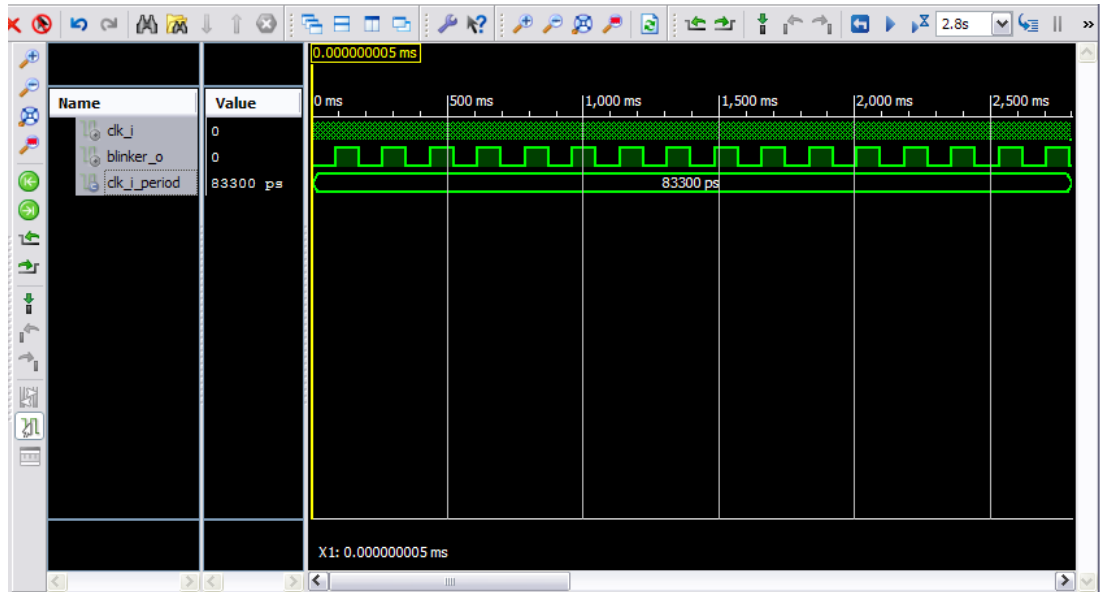 2.8s
0.000000005 ms
Name Value 0 ms 500 ms 1,000 ms 1,500 ms 2,000 ms 2,500 ms
clk_i 0
blinker_o 0
clk_i_period 83300 ps 83300 ps
X1: 0.000000005 ms